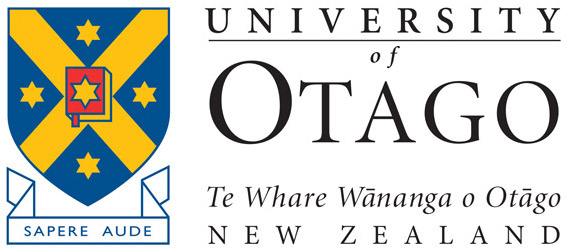 UNIVERSITY
of
OTAGO
Te Whare Wānanga o Otāgo
NEW ZEALAND
SAPERE AUDE